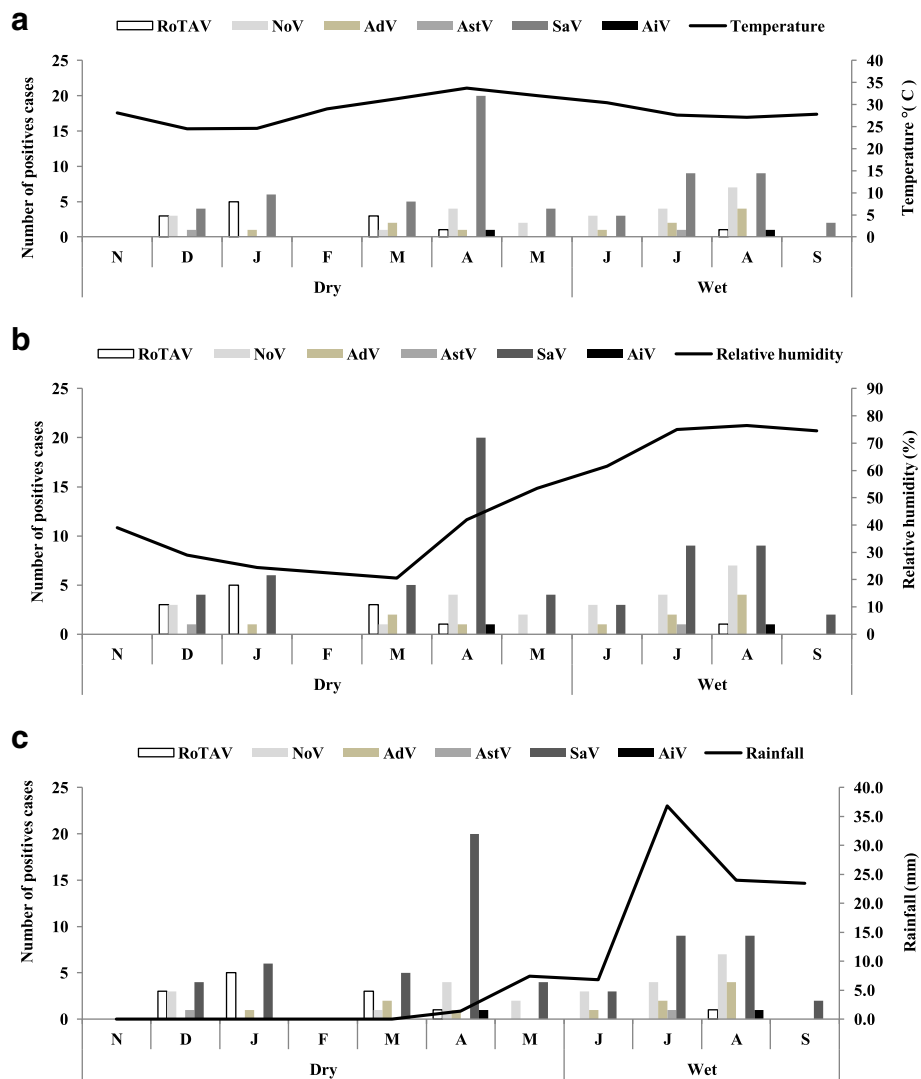 a
RoTAV NoV AdV AstV SaV AiV Temperature
25 40
35
20 30
15 25
20
10 15
5 10
5
0 0
Number of positives cases
Temperature °( C)
N D J F M A M J J A S
Dry Wet
b
RoTAV NoV AdV AstV SaV AiV Relative humidity
25 90
80
20 70
60
15 50
10 40
30
5 20
10
0 0
Number of positives cases
Relative humidity (%)
N D J F M A M J J A S
Dry Wet
c
RoTAV NoV AdV AstV SaV AiV Rainfall
25 40.0
35.0
20 30.0
15 25.0
20.0
10 15.0
5 10.0
5.0
0 0.0
Number of positives cases
Rainfall (mm)
N D J F M A M J J A S
Dry Wet